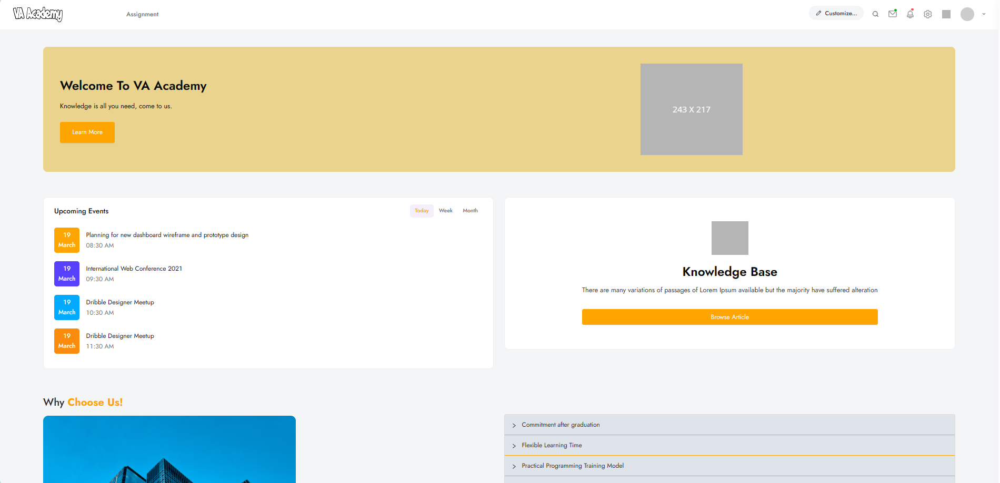 VA Academy
Assignment
Customize...
Welcome To VA Academy
Knowledge is all you need, come to us.
Learn More
243 X 217
Upcoming Events
Today Week Month
19
March
Planning for new dashboard wireframe and prototype design
08:30 AM
19
March
International Web Conference 2021
09:30 AM
19
March
Dribble Designer Meetup
10:30 AM
19
March
Dribble Designer Meetup
11:30 AM
Knowledge Base
There are many variations of passages of Lorem Ipsum available but the majority have suffered alteration
Browse Article
Why Choose Us!
Commitment after graduation
Flexible Learning Time
Practical Programming Training Model